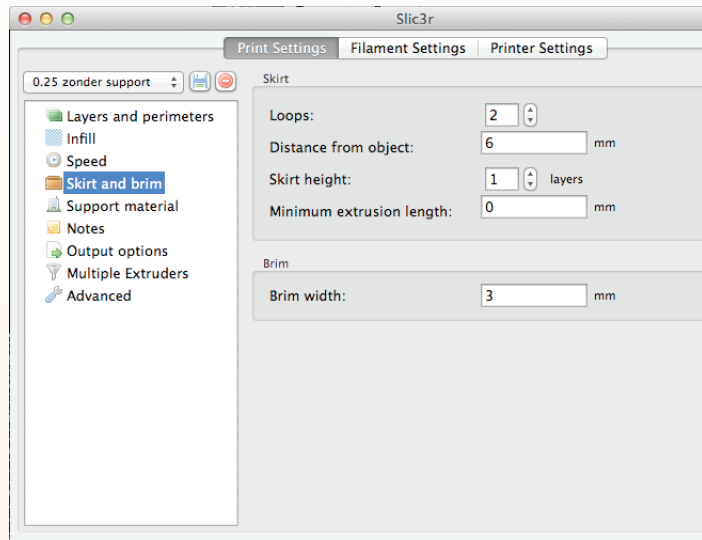 Slic3r
Print Settings Filament Settings Printer Settings
0.25 zonder support
Layers and perimeters
Infill
Speed
Skirt and brim
Support material
Notes
Output options
Multiple Extruders
Advanced
Skirt
Loops: 2
Distance from object: 6 mm
Skirt height: 1 layers
Minimum extrusion length: 0 mm
Brim
Brim width: 3 mm